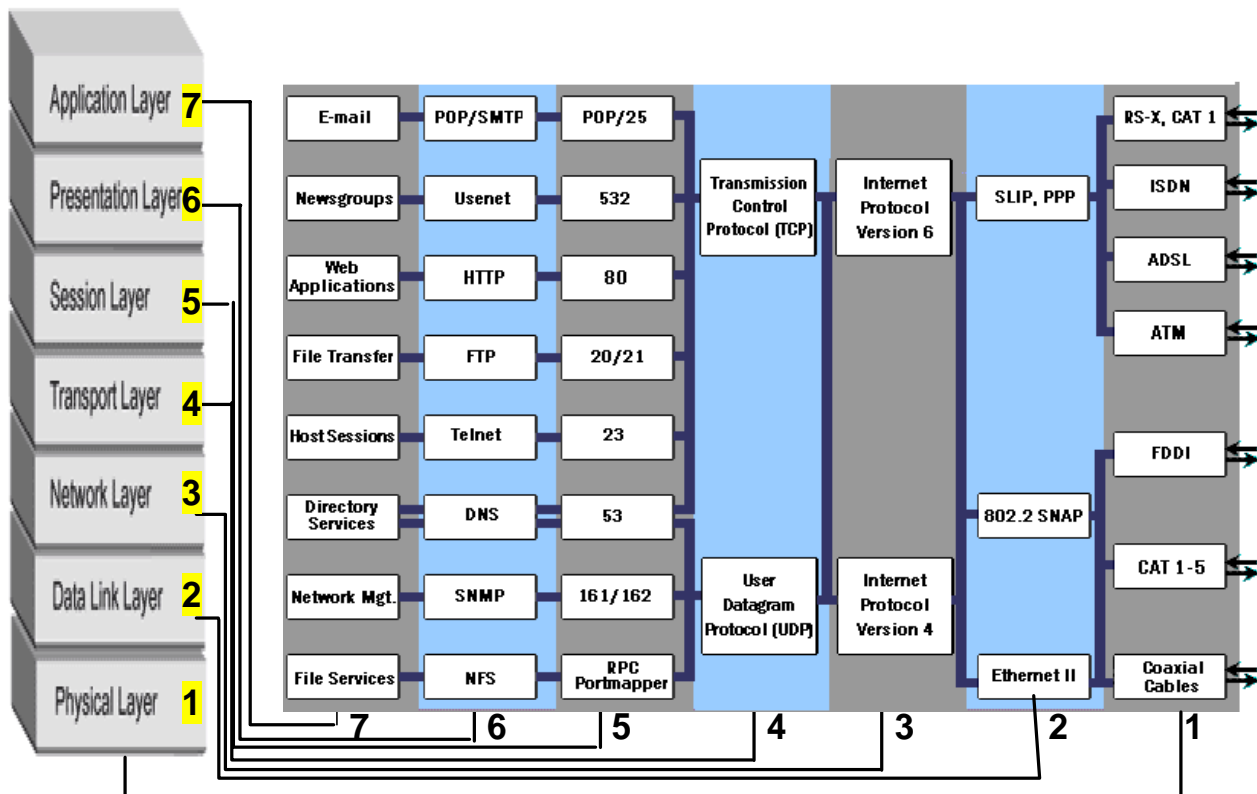 Application Layer 7
Presentation Layer 6
Session Layer 5
Transport Layer 4
Network Layer 3
Data Link Layer 2
Physical Layer 1
E-mail
Newsgroups
Web
Applications
File Transfer
Host Sessions
Directory
Services
Network Mgt.
File Services
7
POP/SMTP
Usenet
HTTP
FTP
Telnet
DNS
SNMP
NFS
6
POP/25
532
80
20/21
23
53
161/162
RPC
Portmapper
5
Transmission
Control
Protocol (TCP)
User
Datagram
Protocol (UDP)
4
Internet
Protocol
Version 6
Internet
Protocol
Version 4
3
SLIP, PPP
802.2 SNAP
Ethernet II
2
RS-X, CAT 1
ISDN
ADSL
ATM
FDDI
CAT 1-5
Coaxial
Cables
1